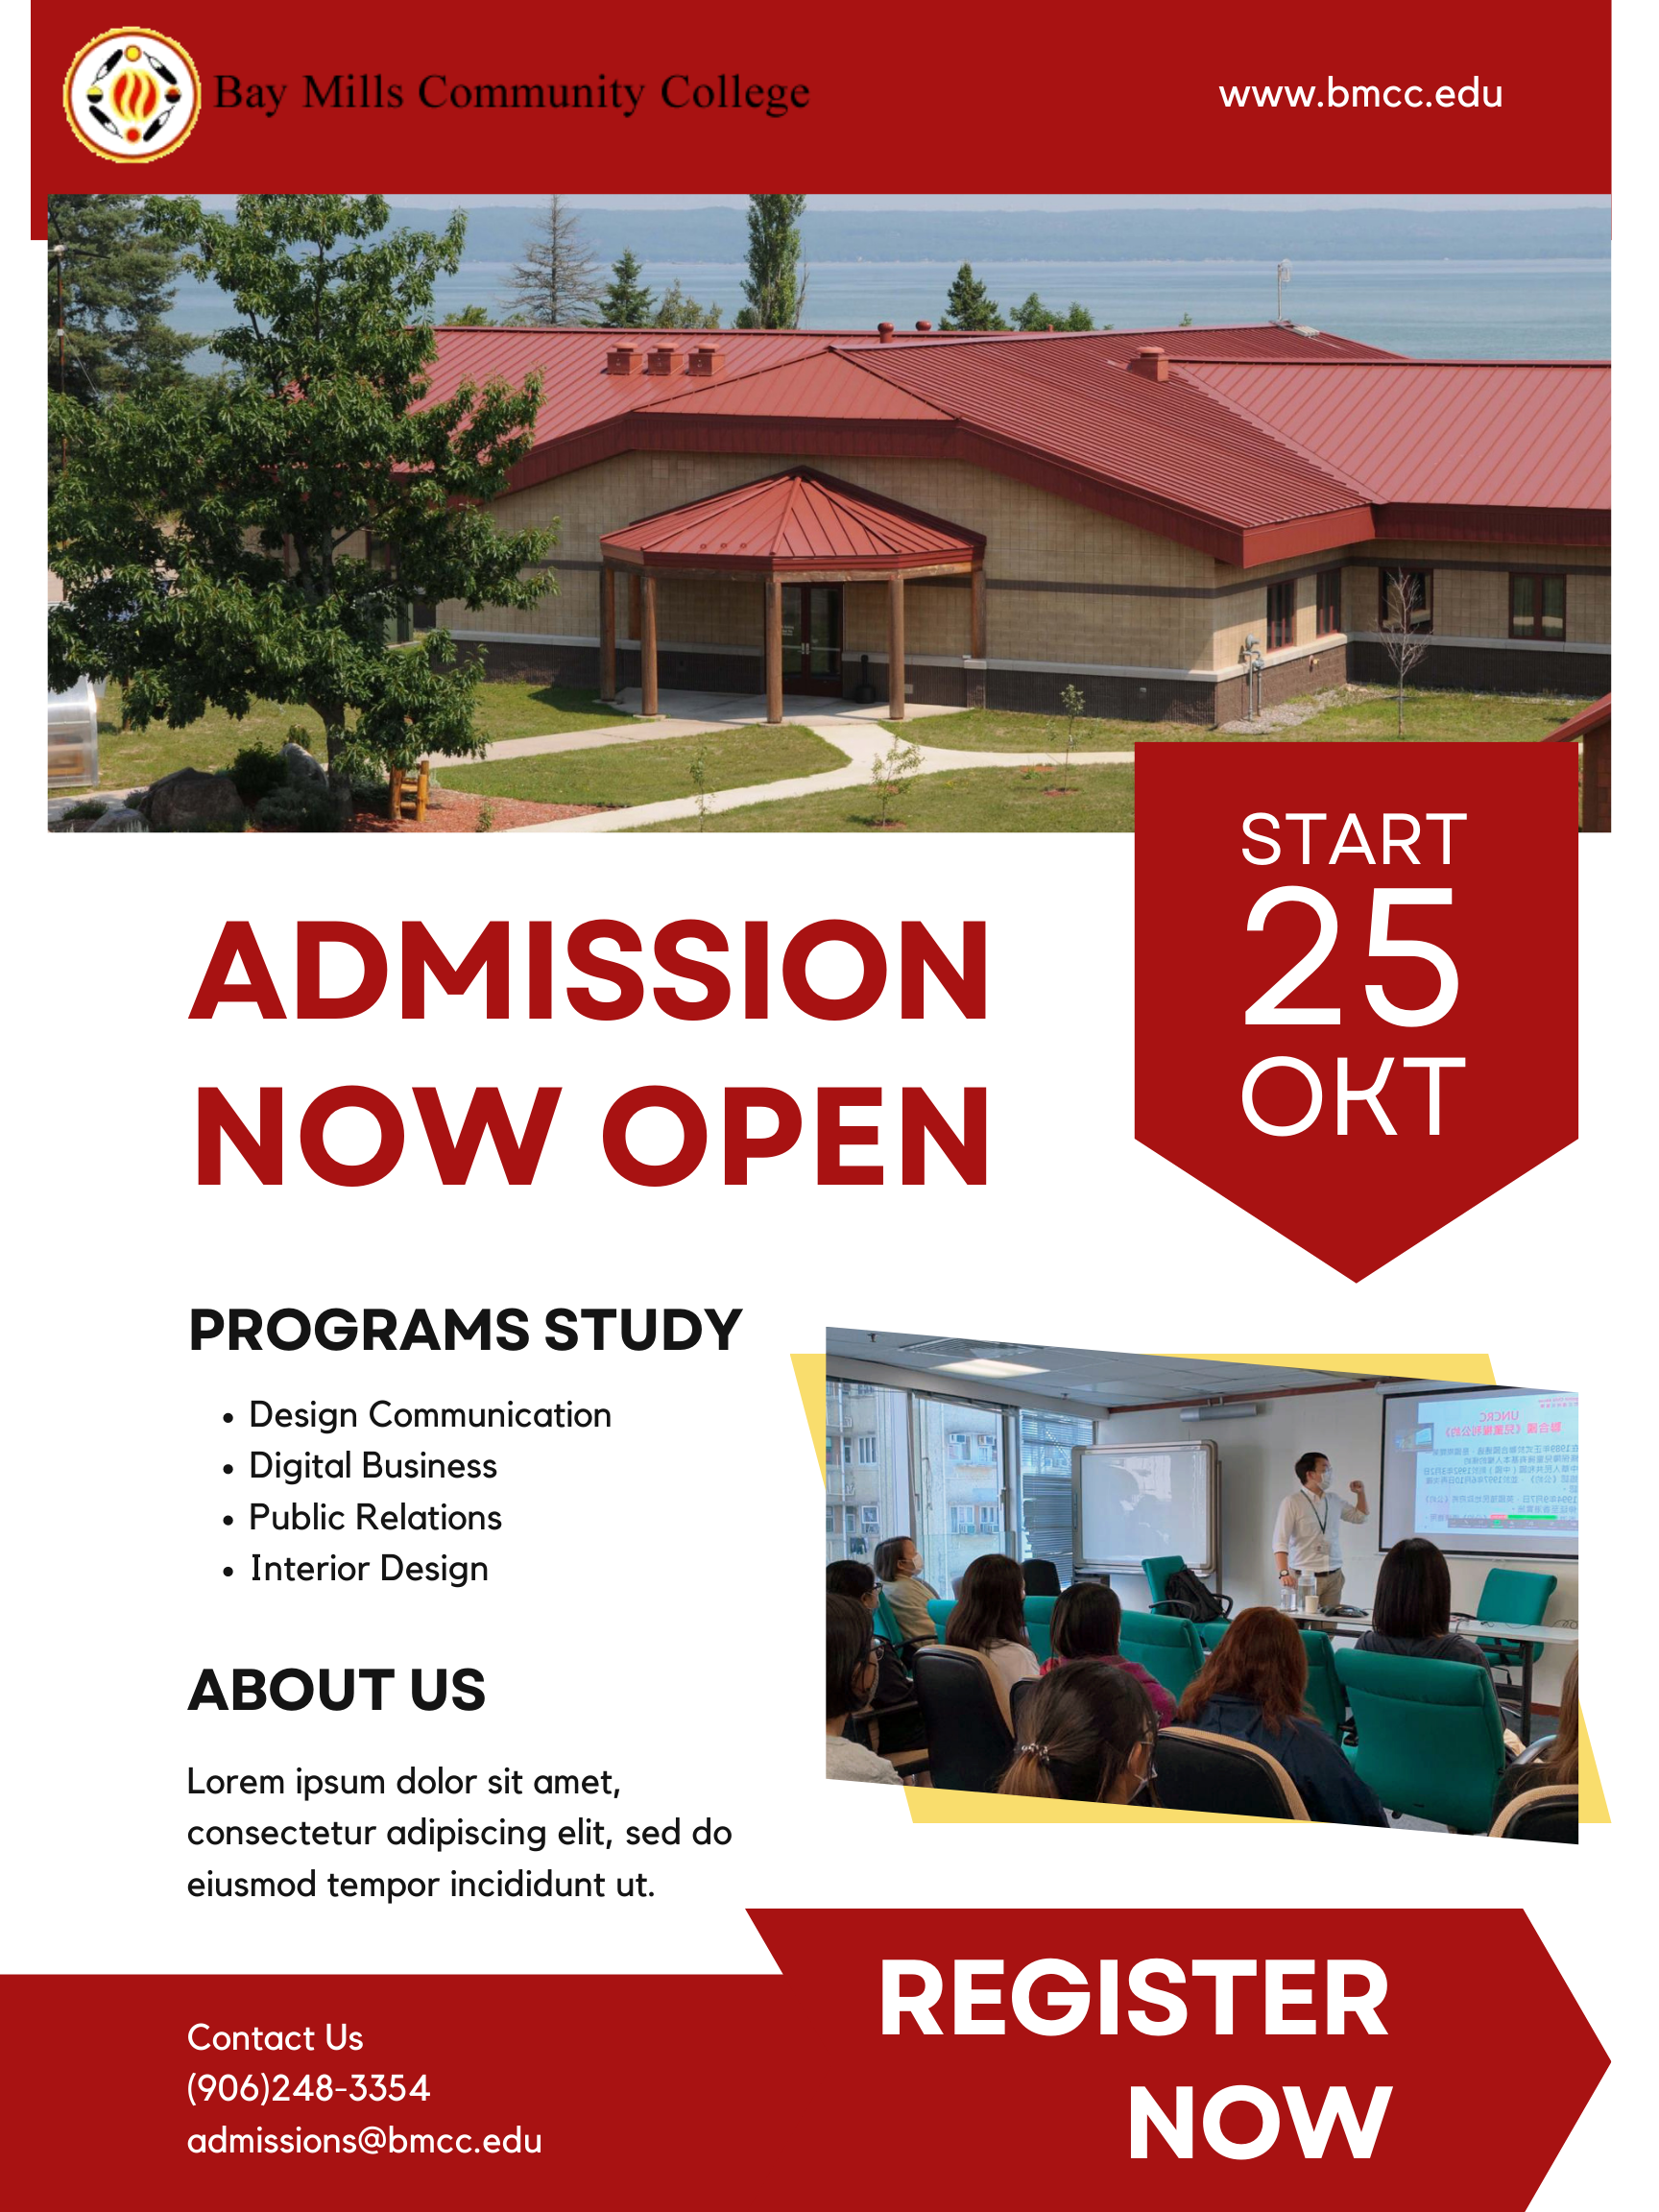 Bay Mills Community College
www.bmcc.edu
START
25
OKT
ADMISSION
NOW OPEN
PROGRAMS STUDY
• Design Communication
• Digital Business
• Public Relations
• Interior Design
UNCRC
ABOUT US
Lorem ipsum dolor sit amet,
consectetur adipiscing elit, sed do
eiusmod tempor incididunt ut.
REGISTER
NOW
Contact Us
(906)248-3354
admissions@bmcc.edu